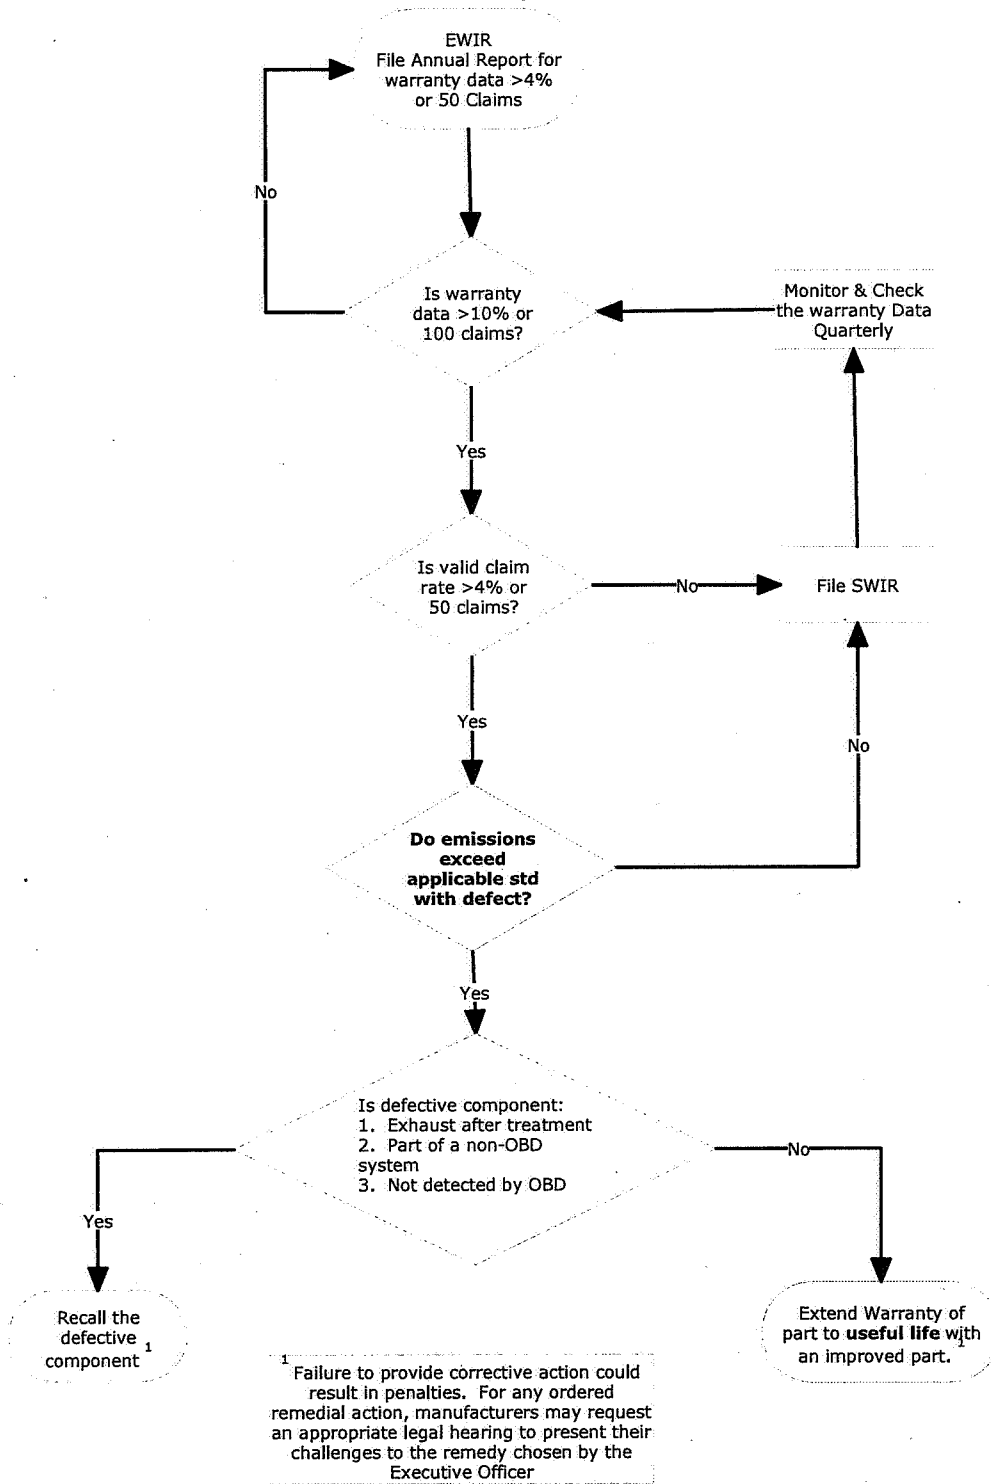 EWIR
File Annual Report for
warranty data >4%
or 50 Claims
No
Is warranty
data >10% or
100 claims?
Monitor & Check
the warranty Data
Quarterly
Yes
Is valid claim
rate >4% or
50 claims?
No
File SWIR
Yes
No
Do emissions
exceed
applicable std
with defect?
Yes
Is defective component:
1. Exhaust after treatment
2. Part of a non-OBD
system
3. Not detected by OBD
No
Yes
Recall the
defective
component 1
Extend Warranty of
part to useful life with
an improved part. 1
1 Failure to provide corrective action could
result in penalties. For any ordered
remedial action, manufacturers may request
an appropriate legal hearing to present their
challenges to the remedy chosen by the
Executive Officer